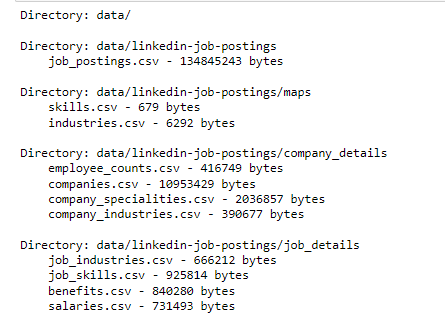 Directory: data/
Directory: data/linkedin-job-postings
job_postings.csv - 134845243 bytes
Directory: data/linkedin-job-postings/maps
skills.csv - 679 bytes
industries.csv - 6292 bytes
Directory: data/linkedin-job-postings/company_details
employee_counts.csv - 416749 bytes
companies.csv - 10953429 bytes
company_specialities.csv - 2036857 bytes
company_industries.csv - 390677 bytes
Directory: data/linkedin-job-postings/job_details
job_industries.csv - 666212 bytes
job_skills.csv - 925814 bytes
benefits.csv - 840280 bytes
salaries.csv - 731493 bytes